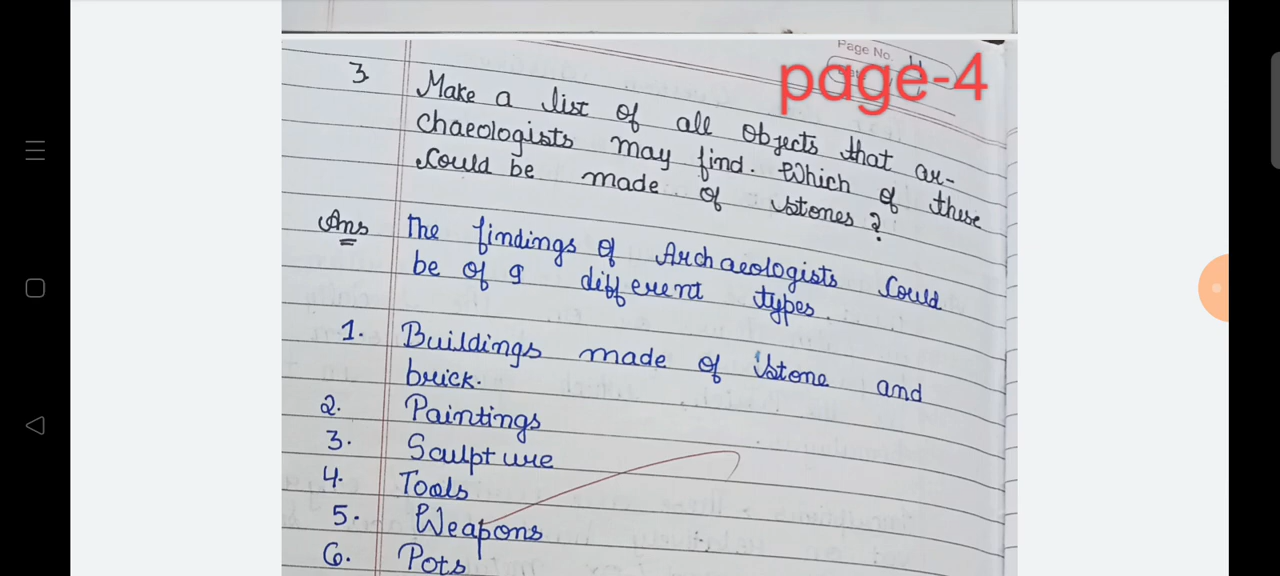 Page No. 4
page-4
3 Make a list of all objects that ar-
chaeologists may find. Which of these
could be made of stones?
Ans The findings of Archaeologists could
be of 9 different types.
1. Buildings made of stone and
brick.
2. Paintings
3. Sculpture
4. Tools
5. Weapons
6. Pots